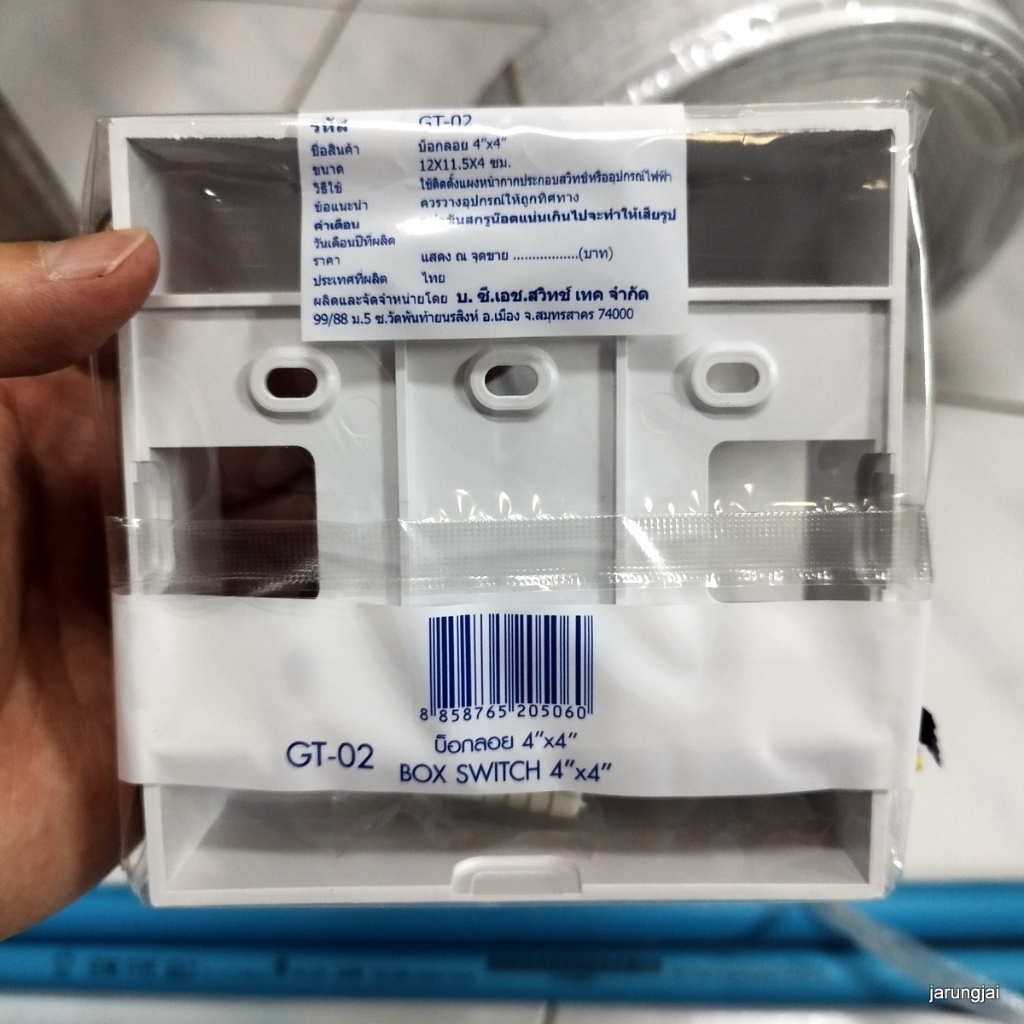 รหัส GT-02
ชื่อสินค้า บ็อกลอย 4"x4"
ขนาด 12X11.5X4 ซม.
วิธีใช้ ใช้ติดตั้งแผงหน้ากากประกอบสวิทช์หรืออุปกรณ์ไฟฟ้า
ข้อแนะนำ ควรวางอุปกรณ์ให้ถูกทิศทาง
คำเตือน สกรูน๊อตแน่นเกินไปจะทำให้เสียรูป
วันเดือนปีที่ผลิต
ราคา แสดง ณ จุดขาย .................(บาท)
ประเทศที่ผลิต ไทย
ผลิตและจัดจำหน่ายโดย บ. ซี.เอช.สวิทช์ เทค จำกัด
99/88 ม.5 ซ.วัดพันท้ายนรสิงห์ อ.เมือง จ.สมุทรสาคร 74000
8 858765 205060
GT-02 บ็อกลอย 4"x4"
BOX SWITCH 4"x4"
jarungjai